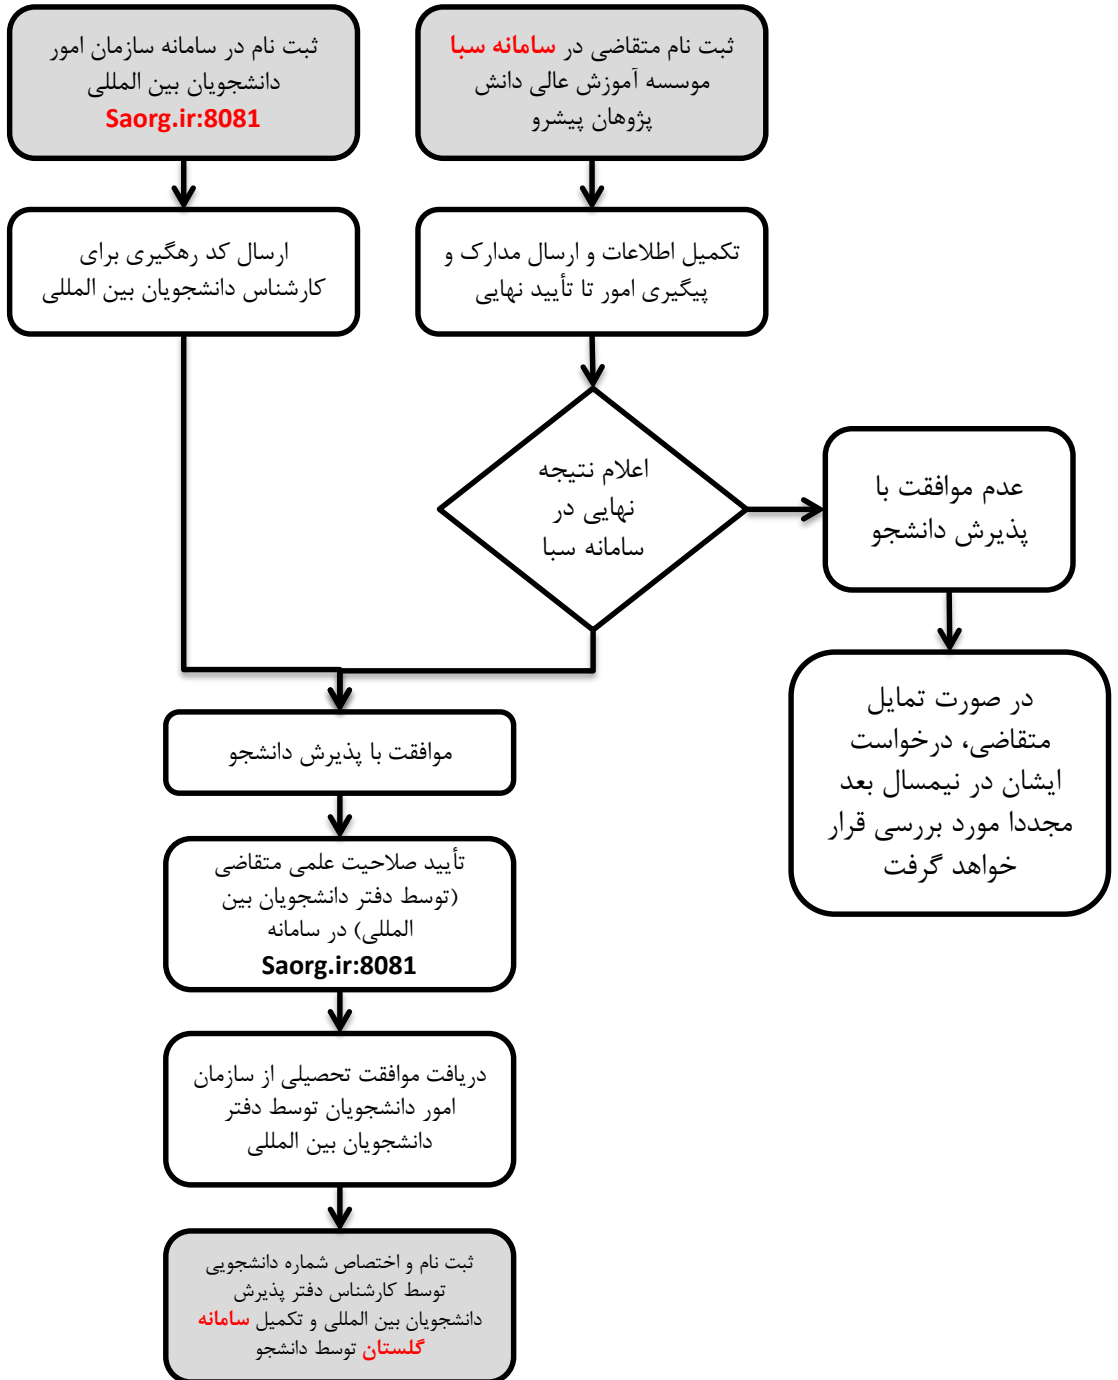 ثبت نام متقاضی در سامانه سبا
موسسه آموزش عالی دانش
پژوهان پیشرو
ثبت نام در سامانه سازمان امور
دانشجویان بین المللی
Saorg.ir:8081
تکمیل اطلاعات و ارسال مدارک و
پیگیری امور تا تأیید نهایی
ارسال کد رهگیری برای
کارشناس دانشجویان بین المللی
اعلام نتیجه
نهایی در
سامانه سبا
عدم موافقت با
پذیرش دانشجو
در صورت تمایل
متقاضی، درخواست
ایشان در نیمسال بعد
مجددا مورد بررسی قرار
خواهد گرفت
موافقت با پذیرش دانشجو
تأیید صلاحیت علمی متقاضی
(توسط دفتر دانشجویان بین
المللی) در سامانه
Saorg.ir:8081
دریافت موافقت تحصیلی از سازمان
امور دانشجویان توسط دفتر
دانشجویان بین المللی
ثبت نام و اختصاص شماره دانشجویی
توسط کارشناس دفتر پذیرش
دانشجویان بین المللی و تکمیل سامانه
گلستان توسط دانشجو